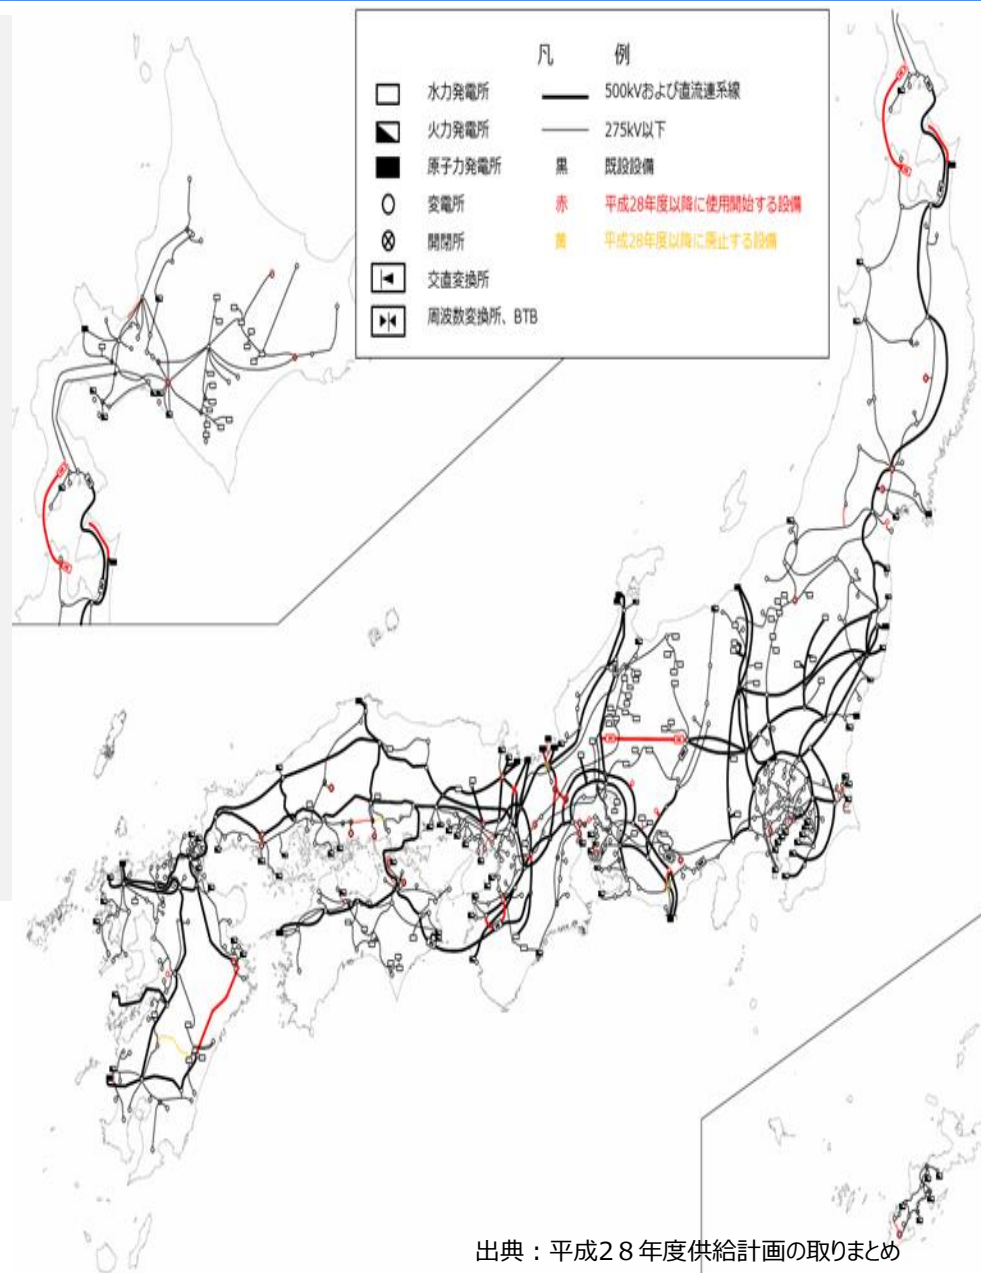 凡 例
水力発電所 500kVおよび直流連系線
火力発電所 275kV以下
原子力発電所 黒 既設設備
変電所 赤 平成28年度以降に使用開始する設備
開閉所 黄 平成28年度以降に廃止する設備
交直変換所
周波数変換所、BTB
出典：平成２８年度供給計画の取りまとめ